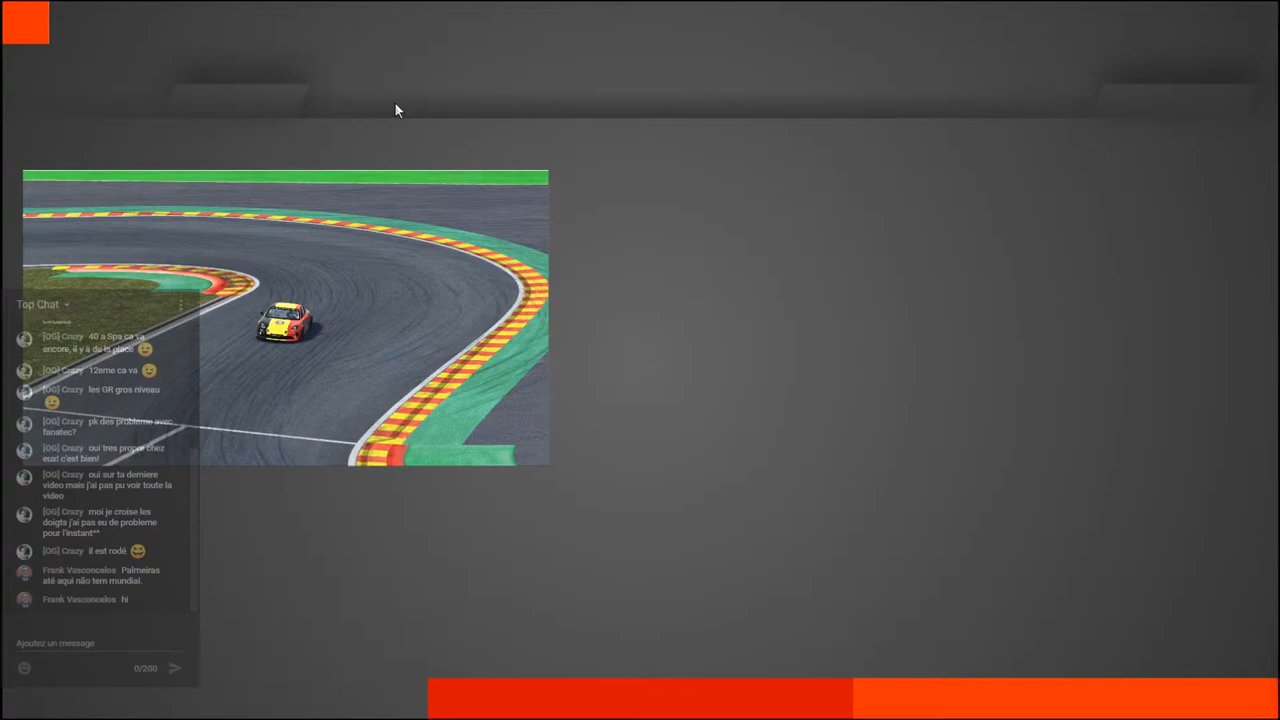 Top Chat
[OG] Crazy 40 a Spa ca va
encore, il y à de la place
[OG] Crazy 12eme ca va
[OG] Crazy les GR gros niveau
[OG] Crazy pk des probleme avec
fanatec?
[OG] Crazy oui tres propre chez
eux! c'est bien!
[OG] Crazy oui sur ta derniere
video mais j'ai pas pu voir toute la
video
[OG] Crazy moi je croise les
doigts j'ai pas eu de probleme
pour l'instant^^
[OG] Crazy il est rodé
Frank Vasconcelos Palmeiras
até aqui não tem mundial.
Frank Vasconcelos hi
Ajoutez un message
0/200